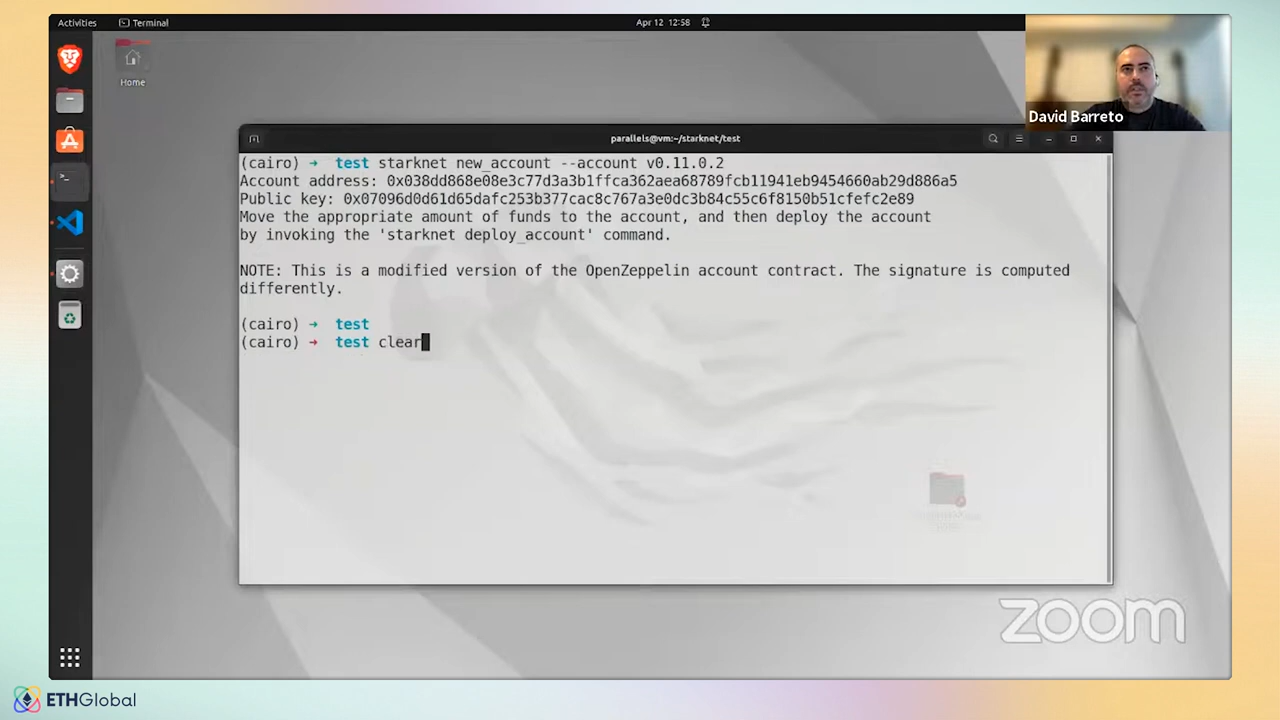 Activities
Terminal
Apr 12 12:58
Home
David Barreto
parallels@vm:~/starknet/test
(cairo) ➜ test starknet new_account --account v0.11.0.2
Account address: 0x038dd868e08e3c77d3a3b1ffca362aea68789fcb11941eb9454660ab29d886a5
Public key: 0x07096d0d61d65dafc253b377cac8c767a3e0dc3b84c55c6f8150b51cfefc2e89
Move the appropriate amount of funds to the account, and then deploy the account
by invoking the 'starknet deploy_account' command.
NOTE: This is a modified version of the OpenZeppelin account contract. The signature is computed
differently.
(cairo) ➜ test
(cairo) ➜ test clear
zoom
ETHGlobal